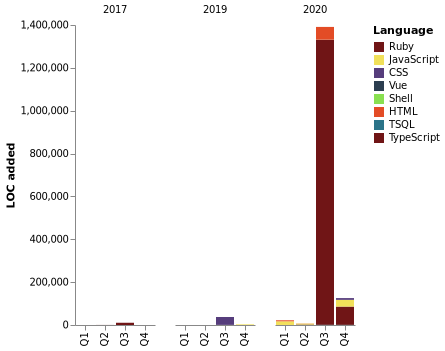 2017 2019 2020
1,400,000
1,200,000
1,000,000
800,000
600,000
400,000
200,000
0
LOC added
Q1 Q2 Q3 Q4 Q1 Q2 Q3 Q4 Q1 Q2 Q3 Q4
Language
Ruby
JavaScript
CSS
Vue
Shell
HTML
TSQL
TypeScript